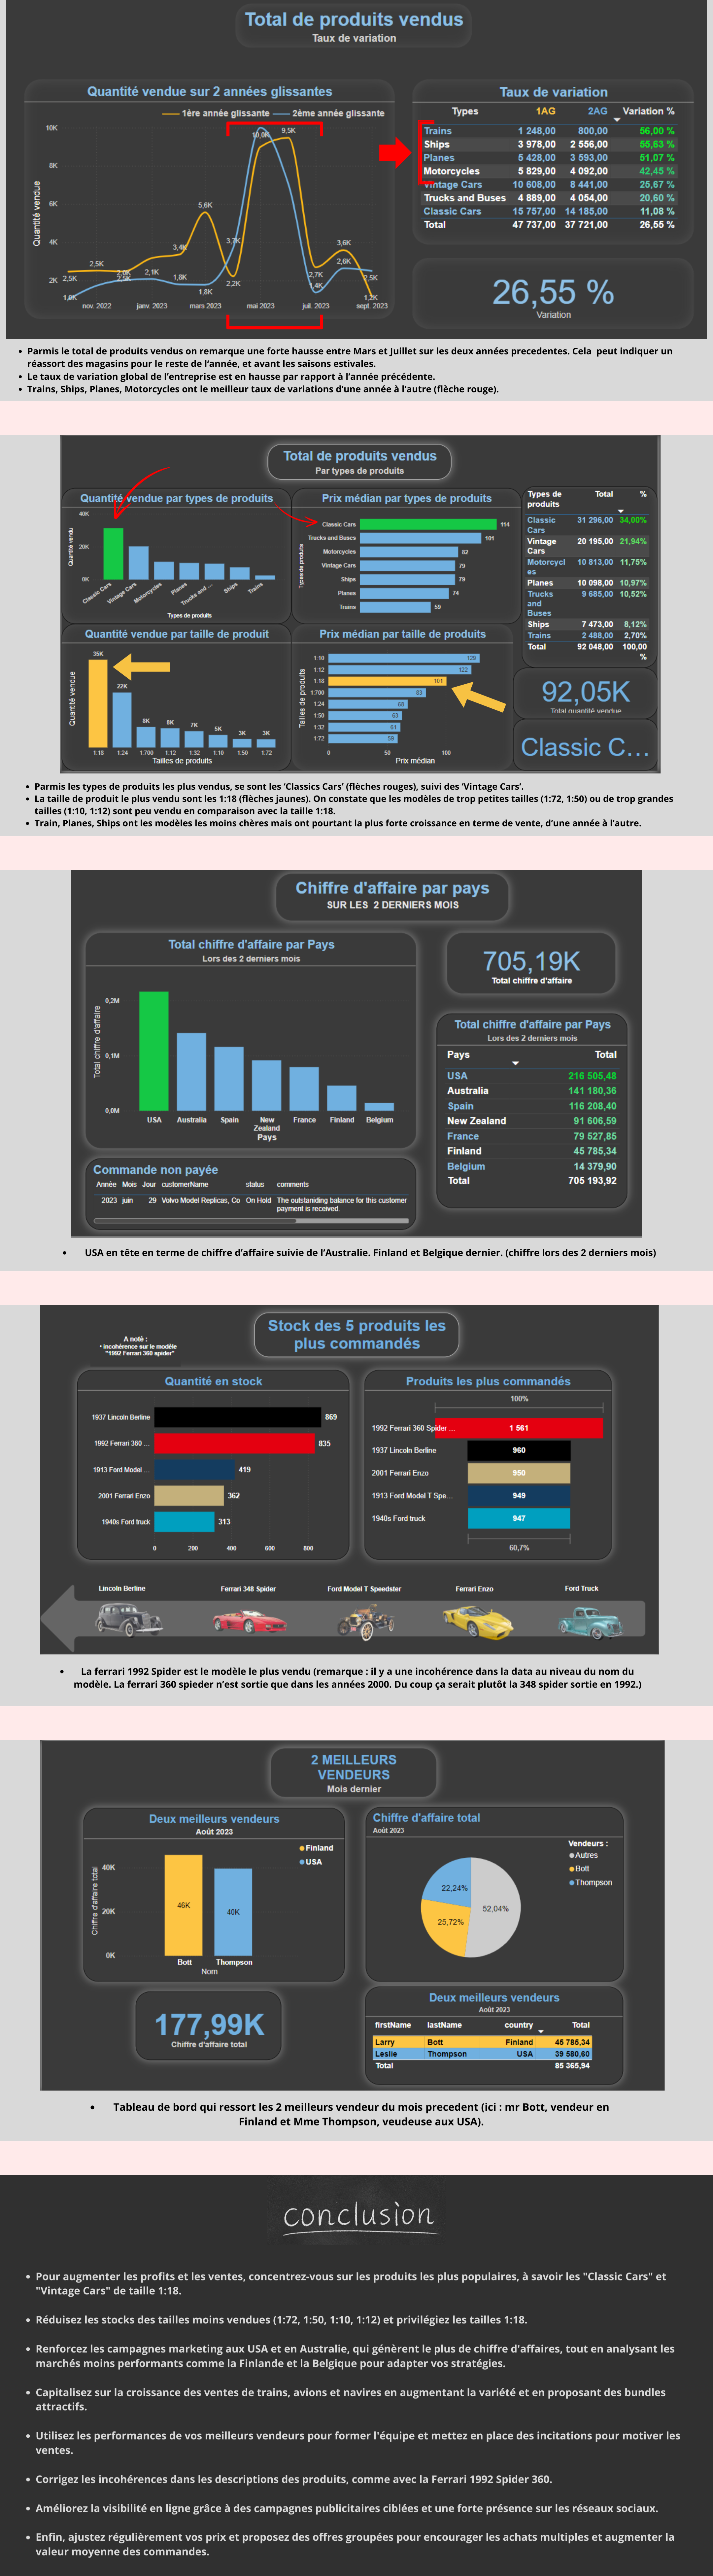 Total de produits vendus
Taux de variation
Quantité vendue sur 2 années glissantes
1ère année glissante
2ème année glissante
Quantité vendue
10K
8K
6K
4K
2K
2,5K
1,0K
2,5K
2,1K
3,4K
1,8K
5,6K
1,8K
3,7K
2,2K
10,0K
9,5K
2,7K
1,4K
3,6K
2,6K
2,5K
1,2K
nov. 2022
janv. 2023
mars 2023
mai 2023
juil. 2023
sept. 2023
Taux de variation
Types 1AG 2AG Variation %
Trains 1 248,00 800,00 56,00 %
Ships 3 978,00 2 556,00 55,63 %
Planes 5 428,00 3 593,00 51,07 %
Motorcycles 5 829,00 4 092,00 42,45 %
Vintage Cars 10 608,00 8 441,00 25,67 %
Trucks and Buses 4 889,00 4 054,00 20,60 %
Classic Cars 15 757,00 14 185,00 11,08 %
Total 47 737,00 37 721,00 26,55 %
26,55 %
Variation
• Parmis le total de produits vendus on remarque une forte hausse entre Mars et Juillet sur les deux années precedentes. Cela peut indiquer un
réassort des magasins pour le reste de l'année, et avant les saisons estivales.
• Le taux de variation global de l'entreprise est en hausse par rapport à l'année précédente.
• Trains, Ships, Planes, Motorcycles ont le meilleur taux de variations d'une année à l'autre (flèche rouge).
Total de produits vendus
Par types de produits
Quantité vendue par types de produits
Quantité vendu
40K
20K
0K
Classic Cars
Vintage Cars
Motorcycles
Planes
Trucks and ...
Ships
Trains
Types de produits
Prix médian par types de produits
Types de produits
Classic Cars 114
Trucks and Buses 101
Motorcycles 82
Vintage Cars 79
Ships 79
Planes 74
Trains 59
Types de produits Total %
Classic Cars 31 296,00 34,00%
Vintage Cars 20 195,00 21,94%
Motorcycl es 10 813,00 11,75%
Planes 10 098,00 10,97%
Trucks and Buses 9 685,00 10,52%
Ships 7 473,00 8,12%
Trains 2 488,00 2,70%
Total 92 048,00 100,00 %
Quantité vendue par taille de produit
Quantité vendue
35K
22K
8K
8K
7K
5K
3K
3K
1:18
1:24
1:700
1:12
1:32
1:10
1:50
1:72
Tailles de produits
Prix médian par taille de produits
Tailles de produits
1:10 129
1:12 122
1:18 101
1:700 83
1:24 68
1:50 63
1:32 61
1:72 59
0 50 100
Prix médian
92,05K
Total quantité vendue
Classic C...
• Parmis les types de produits les plus vendus, se sont les 'Classics Cars' (flèches rouges), suivi des 'Vintage Cars'.
• La taille de produit le plus vendu sont les 1:18 (flèches jaunes). On constate que les modèles de trop petites tailles (1:72, 1:50) ou de trop grandes
tailles (1:10, 1:12) sont peu vendu en comparaison avec la taille 1:18.
• Train, Planes, Ships ont les modèles les moins chères mais ont pourtant la plus forte croissance en terme de vente, d'une année à l'autre.
Chiffre d'affaire par pays
SUR LES 2 DERNIERS MOIS
Total chiffre d'affaire par Pays
Lors des 2 derniers mois
Total chiffre d'affaire
0,2M
0,1M
0,0M
USA
Australia
Spain
New Zealand
France
Finland
Belgium
Pays
705,19K
Total chiffre d'affaire
Total chiffre d'affaire par Pays
Lors des 2 derniers mois
Pays Total
USA 216 505,48
Australia 141 180,36
Spain 116 208,40
New Zealand 91 606,59
France 79 527,85
Finland 45 785,34
Belgium 14 379,90
Total 705 193,92
Commande non payée
Année Mois Jour customerName status comments
2023 juin 29 Volvo Model Replicas, Co On Hold The outstaniding balance for this customer
payment is received.
• USA en tête en terme de chiffre d'affaire suivie de l'Australie. Finland et Belgique dernier. (chiffre lors des 2 derniers mois)
Stock des 5 produits les
plus commandés
A notè :
• incohérence sur le modèle
"1992 Ferrari 360 spider"
Quantité en stock
1937 Lincoln Berline 869
1992 Ferrari 360 ... 835
1913 Ford Model ... 419
2001 Ferrari Enzo 362
1940s Ford truck 313
0 200 400 600 800
Produits les plus commandés
100%
1992 Ferrari 360 Spider ... 1 561
1937 Lincoln Berline 960
2001 Ferrari Enzo 950
1913 Ford Model T Spe... 949
1940s Ford truck 947
60,7%
Lincoln Berline
Ferrari 348 Spider
Ford Model T Speedster
Ferrari Enzo
Ford Truck
• La ferrari 1992 Spider est le modèle le plus vendu (remarque : il y a une incohérence dans la data au niveau du nom du
modèle. La ferrari 360 spieder n'est sortie que dans les années 2000. Du coup ça serait plutôt la 348 spider sortie en 1992.)
2 MEILLEURS
VENDEURS
Mois dernier
Deux meilleurs vendeurs
Août 2023
Finland
USA
Chiffre d'affaire total
40K
20K
0K
46K
40K
Bott
Thompson
Nom
Chiffre d'affaire total
Août 2023
Vendeurs :
Autres
Bott
Thompson
22,24%
52,04%
25,72%
177,99K
Chiffre d'affaire total
Deux meilleurs vendeurs
Août 2023
firstName lastName country Total
Larry Bott Finland 45 785,34
Leslie Thompson USA 39 580,60
Total 85 365,94
• Tableau de bord qui ressort les 2 meilleurs vendeur du mois precedent (ici : mr Bott, vendeur en
Finland et Mme Thompson, veudeuse aux USA).
conclusion
• Pour augmenter les profits et les ventes, concentrez-vous sur les produits les plus populaires, à savoir les "Classic Cars" et
"Vintage Cars" de taille 1:18.
• Réduisez les stocks des tailles moins vendues (1:72, 1:50, 1:10, 1:12) et privilégiez les tailles 1:18.
• Renforcez les campagnes marketing aux USA et en Australie, qui génèrent le plus de chiffre d'affaires, tout en analysant les
marchés moins performants comme la Finlande et la Belgique pour adapter vos stratégies.
• Capitalisez sur la croissance des ventes de trains, avions et navires en augmentant la variété et en proposant des bundles
attractifs.
• Utilisez les performances de vos meilleurs vendeurs pour former l'équipe et mettez en place des incitations pour motiver les
ventes.
• Corrigez les incohérences dans les descriptions des produits, comme avec la Ferrari 1992 Spider 360.
• Améliorez la visibilité en ligne grâce à des campagnes publicitaires ciblées et une forte présence sur les réseaux sociaux.
• Enfin, ajustez régulièrement vos prix et proposez des offres groupées pour encourager les achats multiples et augmenter la
valeur moyenne des commandes.